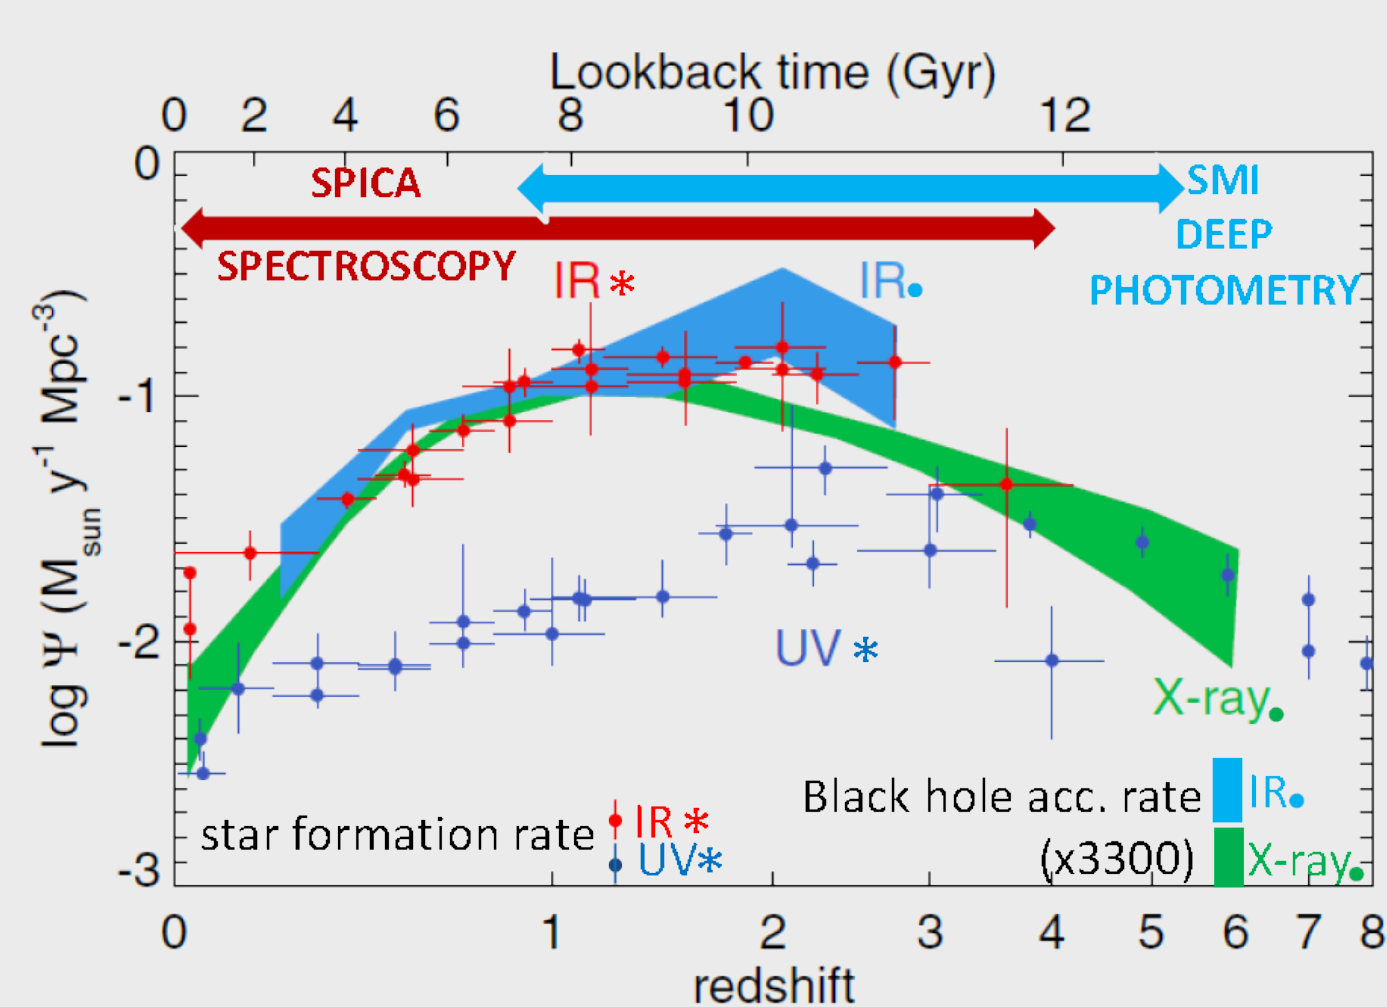 Lookback time (Gyr)
0 2 4 6 8 10 12
0
SPICA
SMI
DEEP
SPECTROSCOPY
PHOTOMETRY
IR *
IR•
-1
log Ψ (M_sun y^-1 Mpc^-3)
-2
UV *
X-ray•
Black hole acc. rate IR•
star formation rate IR *
UV*
(x3300) X-ray•
-3
0 1 2 3 4 5 6 7 8
redshift